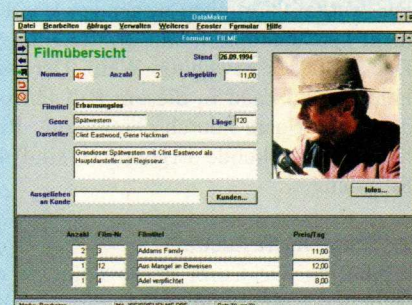 DataMaker
Datei Bearbeiten Abfrage Verwalten Weiteres Fenster Formular Hilfe
Formular - FILME
Filmübersicht
Stand 26.09.1994
Nummer 42 Anzahl 2 Leihgebühr 11,00
Filmtitel Erbarmungslos
Genre Spätwestern Länge 120
Darsteller Clint Eastwood, Gene Hackman
Grandioser Spätwestern mit Clint Eastwood als
Hauptdarsteller und Regisseur.
Ausgeliehen
an Kunde Kunden... Infos...
Anzahl Film-Nr Filmtitel Preis/Tag
2 3 Addams Family 11,00
1 12 Aus Mangel an Beweisen 12,00
1 4 Adel verpflichtet 8,00